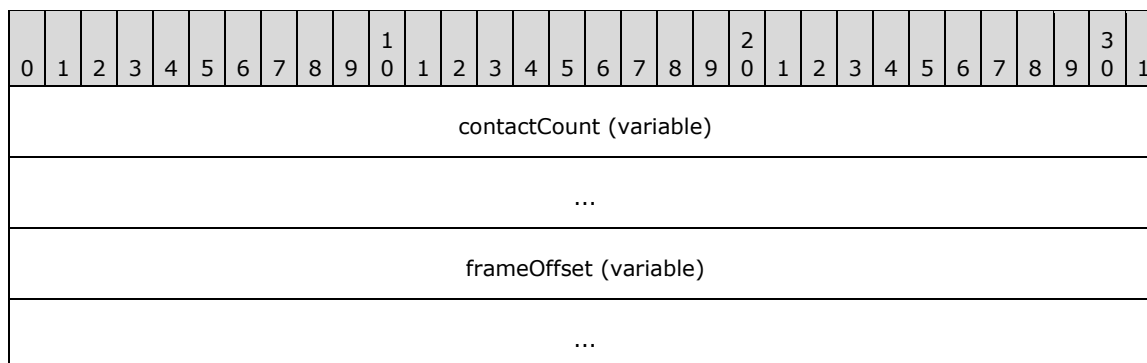 1 2 3
0 1 2 3 4 5 6 7 8 9 0 1 2 3 4 5 6 7 8 9 0 1 2 3 4 5 6 7 8 9 0 1
contactCount (variable)
...
frameOffset (variable)
...